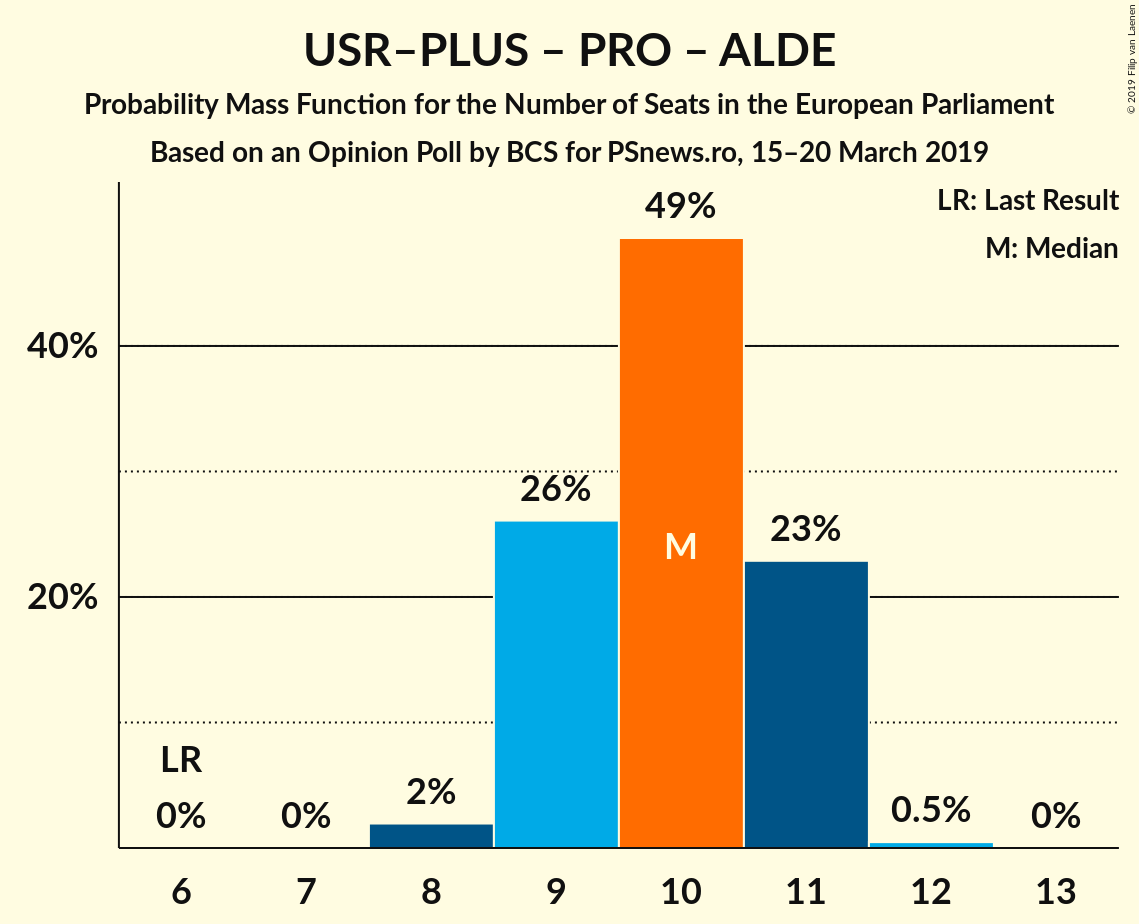 USR–PLUS – PRO – ALDE
Probability Mass Function for the Number of Seats in the European Parliament
Based on an Opinion Poll by BCS for PSnews.ro, 15–20 March 2019
© 2019 Filip van Laenen
LR: Last Result
M: Median
49%
40%
26%
23%
M
20%
LR
0%
0%
2%
0.5%
0%
6
7
8
9
10
11
12
13